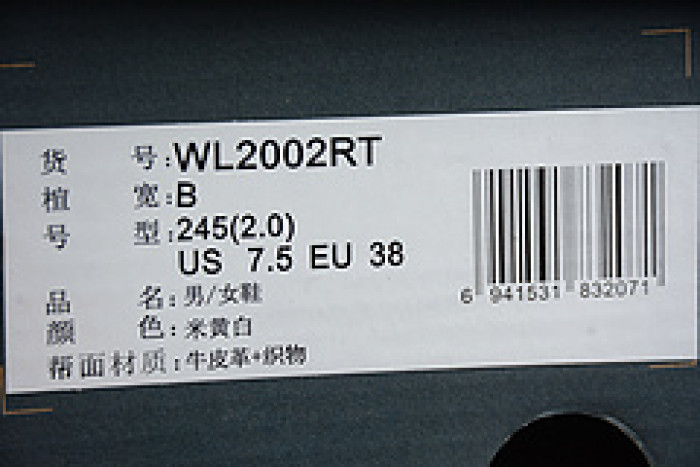 货 号:WL2002RT
楦 宽:B
号 型:245(2.0)
US 7.5 EU 38
品 名:男/女鞋
颜 色:米黄白
帮面材质:牛皮革+织物
6 941531 832071